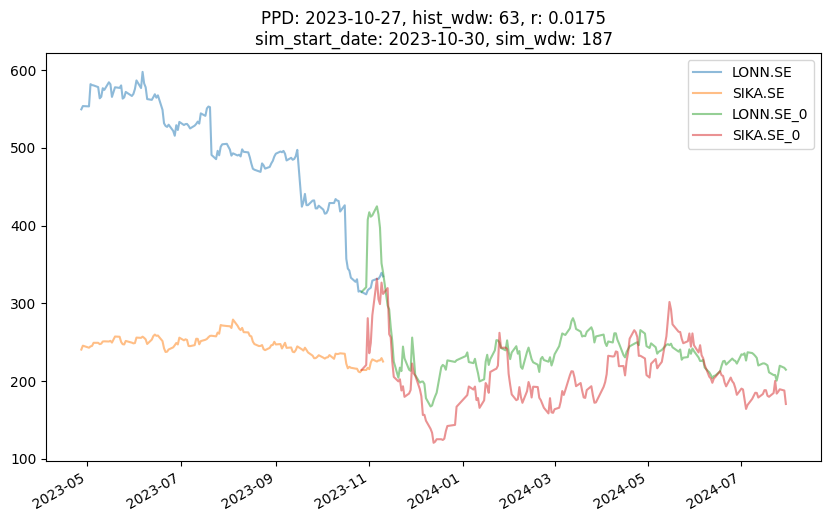 PPD: 2023-10-27, hist_wdw: 63, r: 0.0175
sim_start_date: 2023-10-30, sim_wdw: 187
LONN.SE
SIKA.SE
LONN.SE_0
SIKA.SE_0
600
500
400
300
200
100
2023-05
2023-07
2023-09
2023-11
2024-01
2024-03
2024-05
2024-07